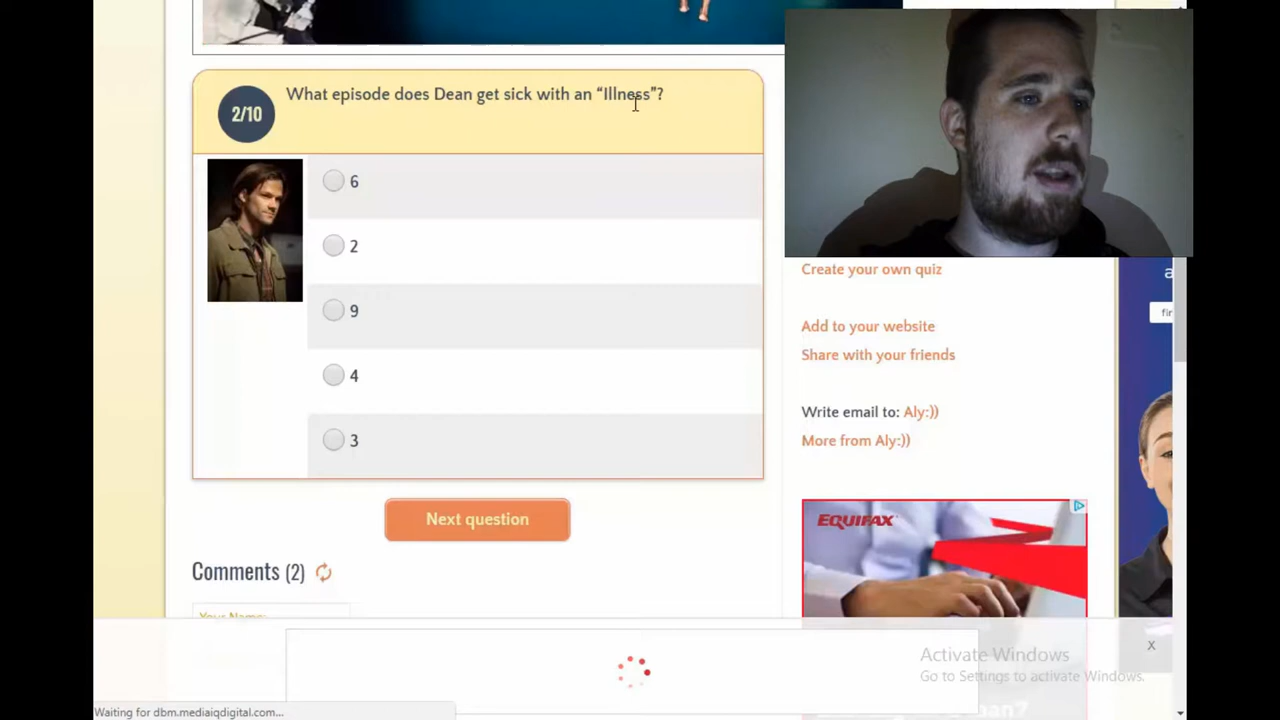 2/10
What episode does Dean get sick with an “Illness”?
6
2
9
4
3
Next question
Comments (2)
Your Name:
Create your own quiz
Add to your website
Share with your friends
Write email to: Aly:))
More from Aly:))
EQUIFAX
Activate Windows
Go to Settings to activate Windows.
X
Waiting for dbm.mediaiqdigital.com...